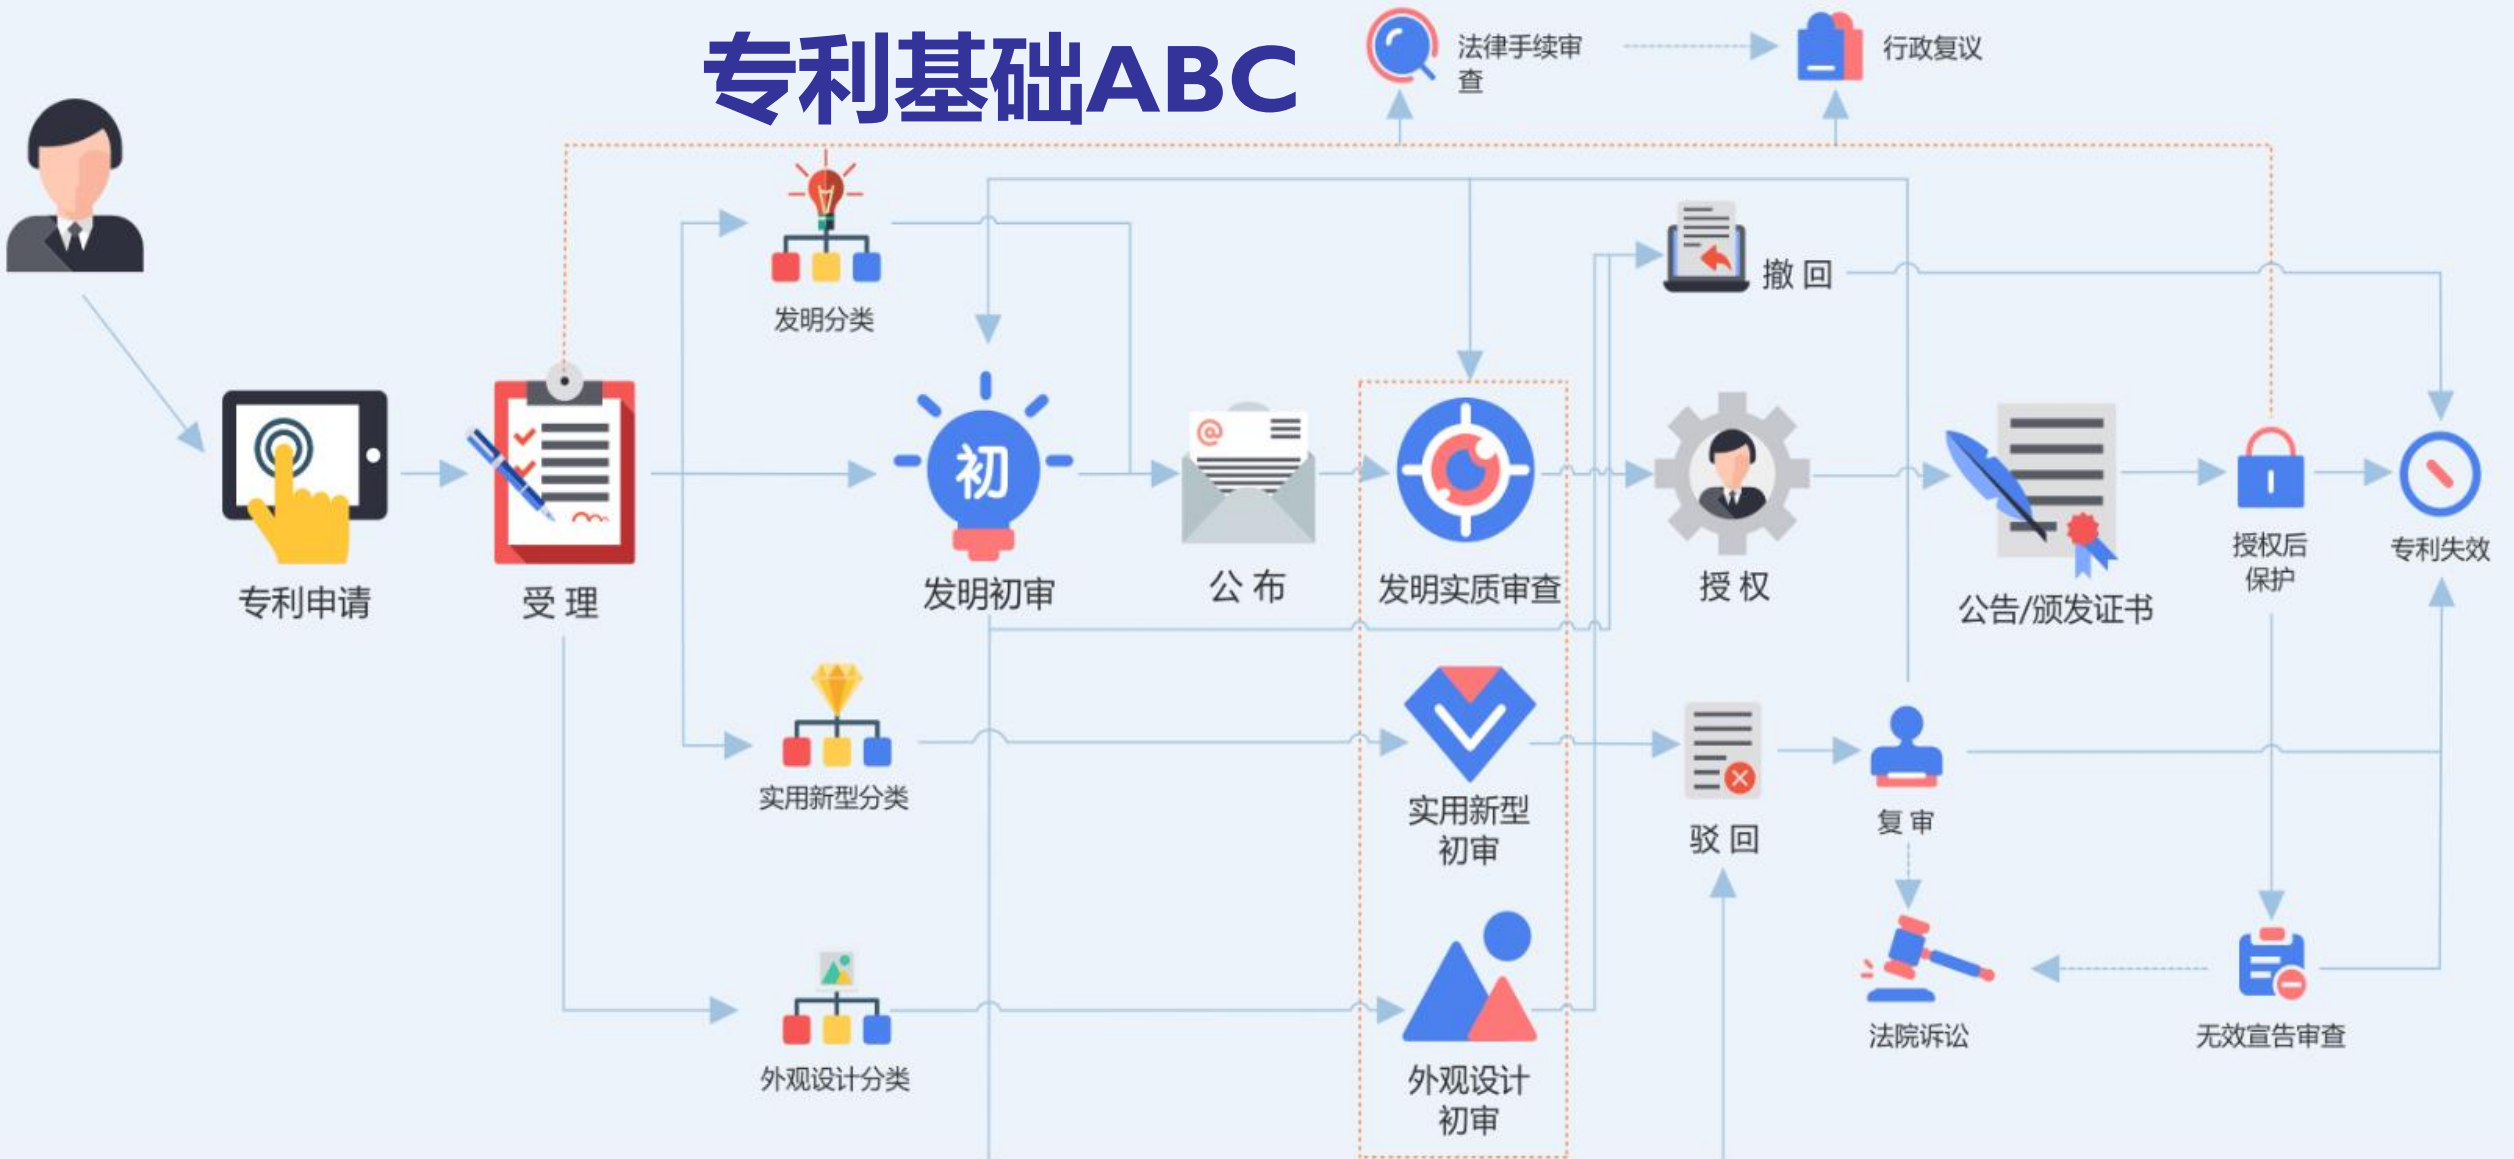 专利基础ABC
法律手续审
查
行政复议
发明分类
撤 回
初
@
专利申请
受 理
发明初审
公 布
发明实质审查
授 权
公告/颁发证书
授权后
保护
专利失效
实用新型分类
实用新型
初审
驳 回
复 审
外观设计分类
外观设计
初审
法院诉讼
无效宣告审查